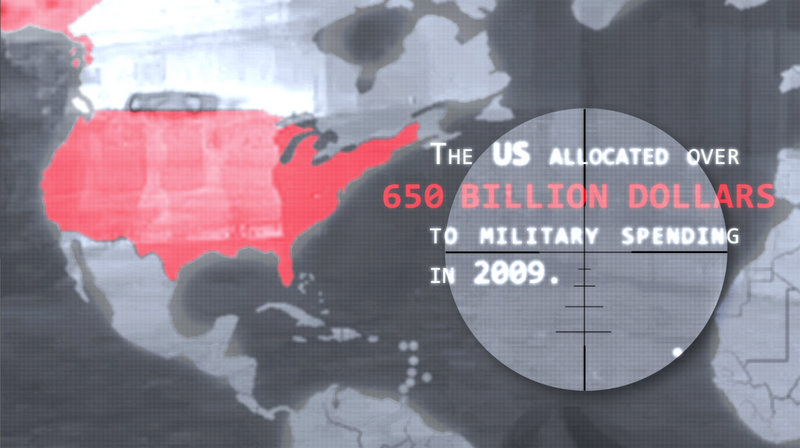 The US allocated over
650 BILLION DOLLARS
to military spending
in 2009.